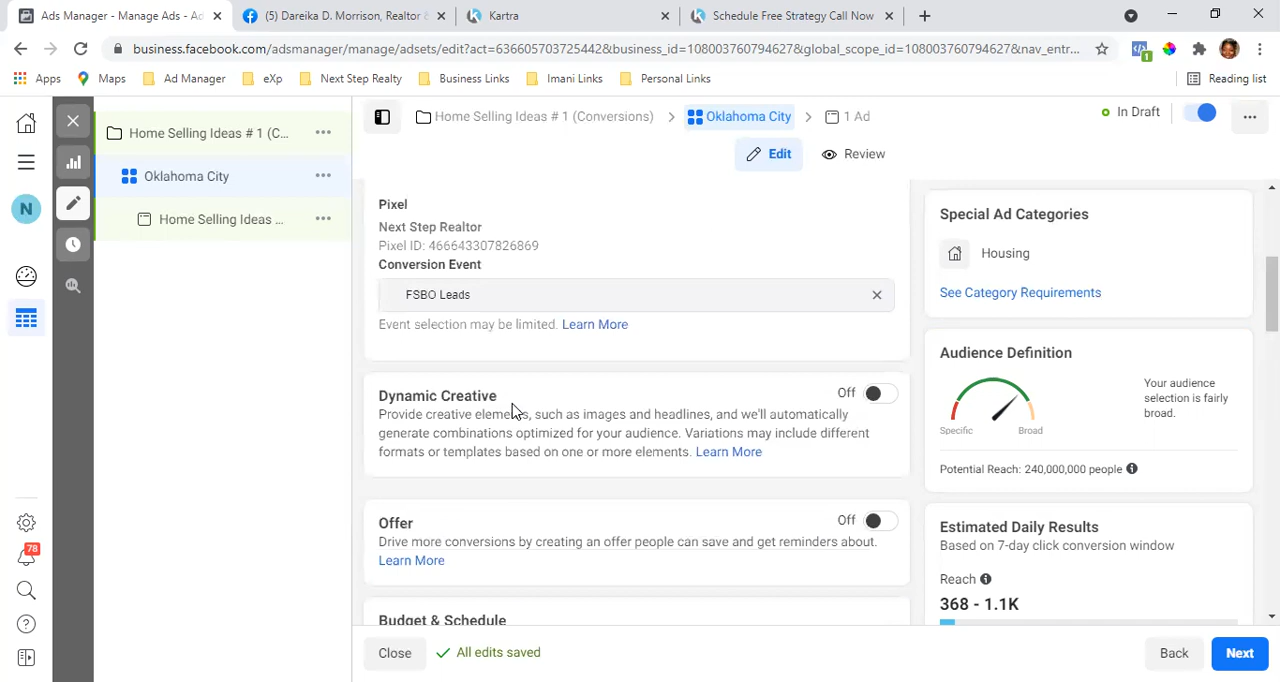 Ads Manager - Manage Ads - Ad
(5) Dareika D. Morrison, Realtor &
Kartra
Schedule Free Strategy Call Now
business.facebook.com/adsmanager/manage/adsets/edit?act=636605703725442&business_id=108003760794627&global_scope_id=108003760794627&nav_entr...
1
Apps
Maps
Ad Manager
eXp
Next Step Realty
Business Links
Imani Links
Personal Links
Reading list
Home Selling Ideas # 1 (C...
Oklahoma City
Home Selling Ideas ...
N
78
Home Selling Ideas # 1 (Conversions)
Oklahoma City
1 Ad
In Draft
Edit
Review
Pixel
Next Step Realtor
Pixel ID: 466643307826869
Conversion Event
FSBO Leads
Event selection may be limited. Learn More
Dynamic Creative
Off
Provide creative elements, such as images and headlines, and we'll automatically
generate combinations optimized for your audience. Variations may include different
formats or templates based on one or more elements. Learn More
Offer
Off
Drive more conversions by creating an offer people can save and get reminders about.
Learn More
Budget & Schedule
Special Ad Categories
Housing
See Category Requirements
Audience Definition
Specific
Broad
Your audience
selection is fairly
broad.
Potential Reach: 240,000,000 people
Estimated Daily Results
Based on 7-day click conversion window
Reach
368 - 1.1K
Close
All edits saved
Back
Next